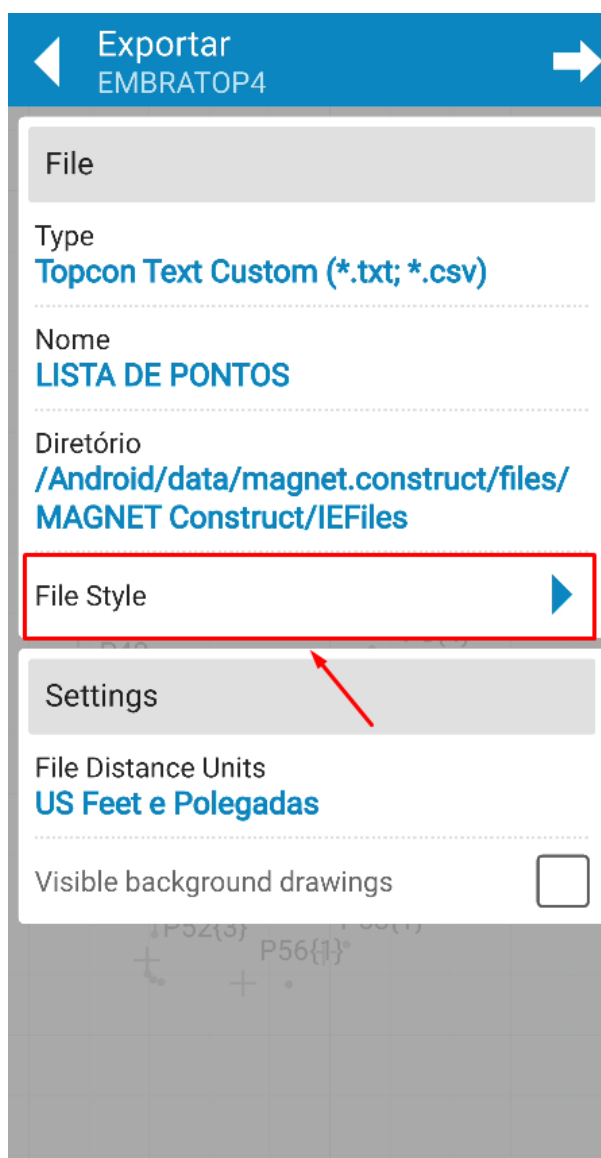 Exportar
EMBRATOP4
File
Type
Topcon Text Custom (*.txt; *.csv)
Nome
LISTA DE PONTOS
Diretório
/Android/data/magnet.construct/files/
MAGNET Construct/IEFiles
File Style
Settings
File Distance Units
US Feet e Polegadas
Visible background drawings
P52{3}
P56{1}